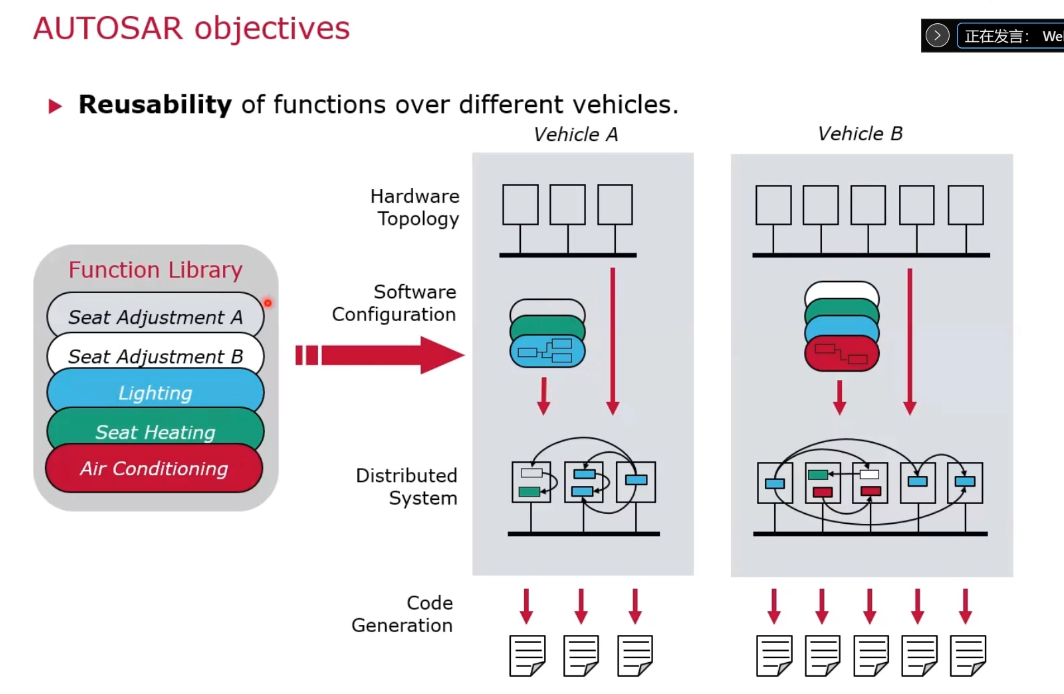 AUTOSAR objectives
正在发言： We
Reusability of functions over different vehicles.
Vehicle A
Vehicle B
Hardware
Topology
Function Library
Seat Adjustment A
Seat Adjustment B
Lighting
Seat Heating
Air Conditioning
Software
Configuration
Distributed
System
Code
Generation